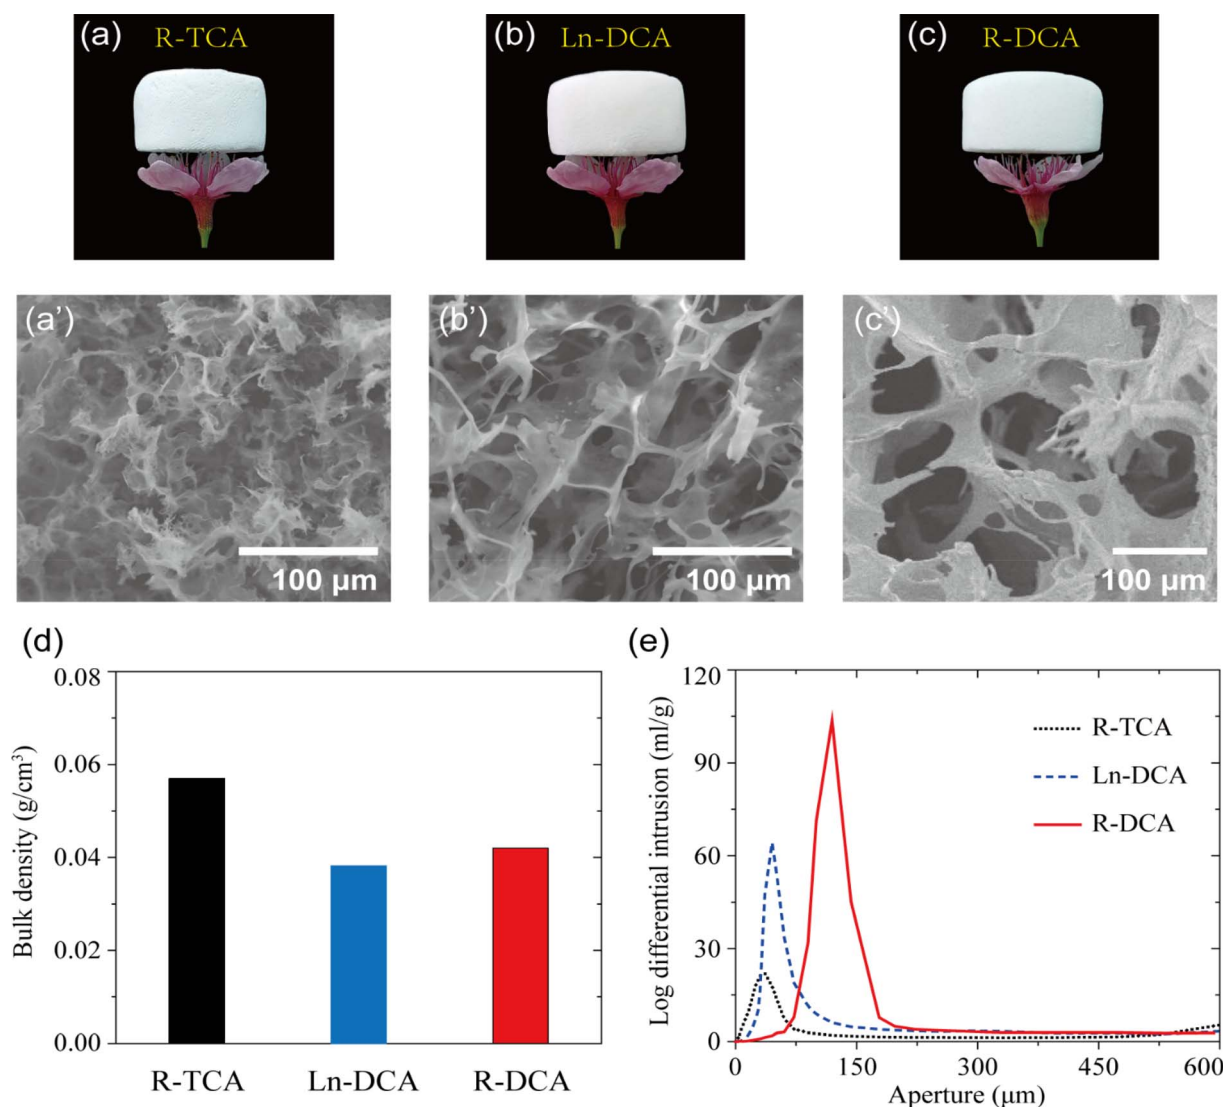 (a) R-TCA
(b) Ln-DCA
(c) R-DCA
(a')
100 μm
(b')
100 μm
(c')
100 μm
(d)
Bulk density (g/cm³)
0.08
0.06
0.04
0.02
0.00
R-TCA
Ln-DCA
R-DCA
(e)
Log differential intrusion (ml/g)
120
90
60
30
0
R-TCA
Ln-DCA
R-DCA
0
150
300
450
600
Aperture (μm)